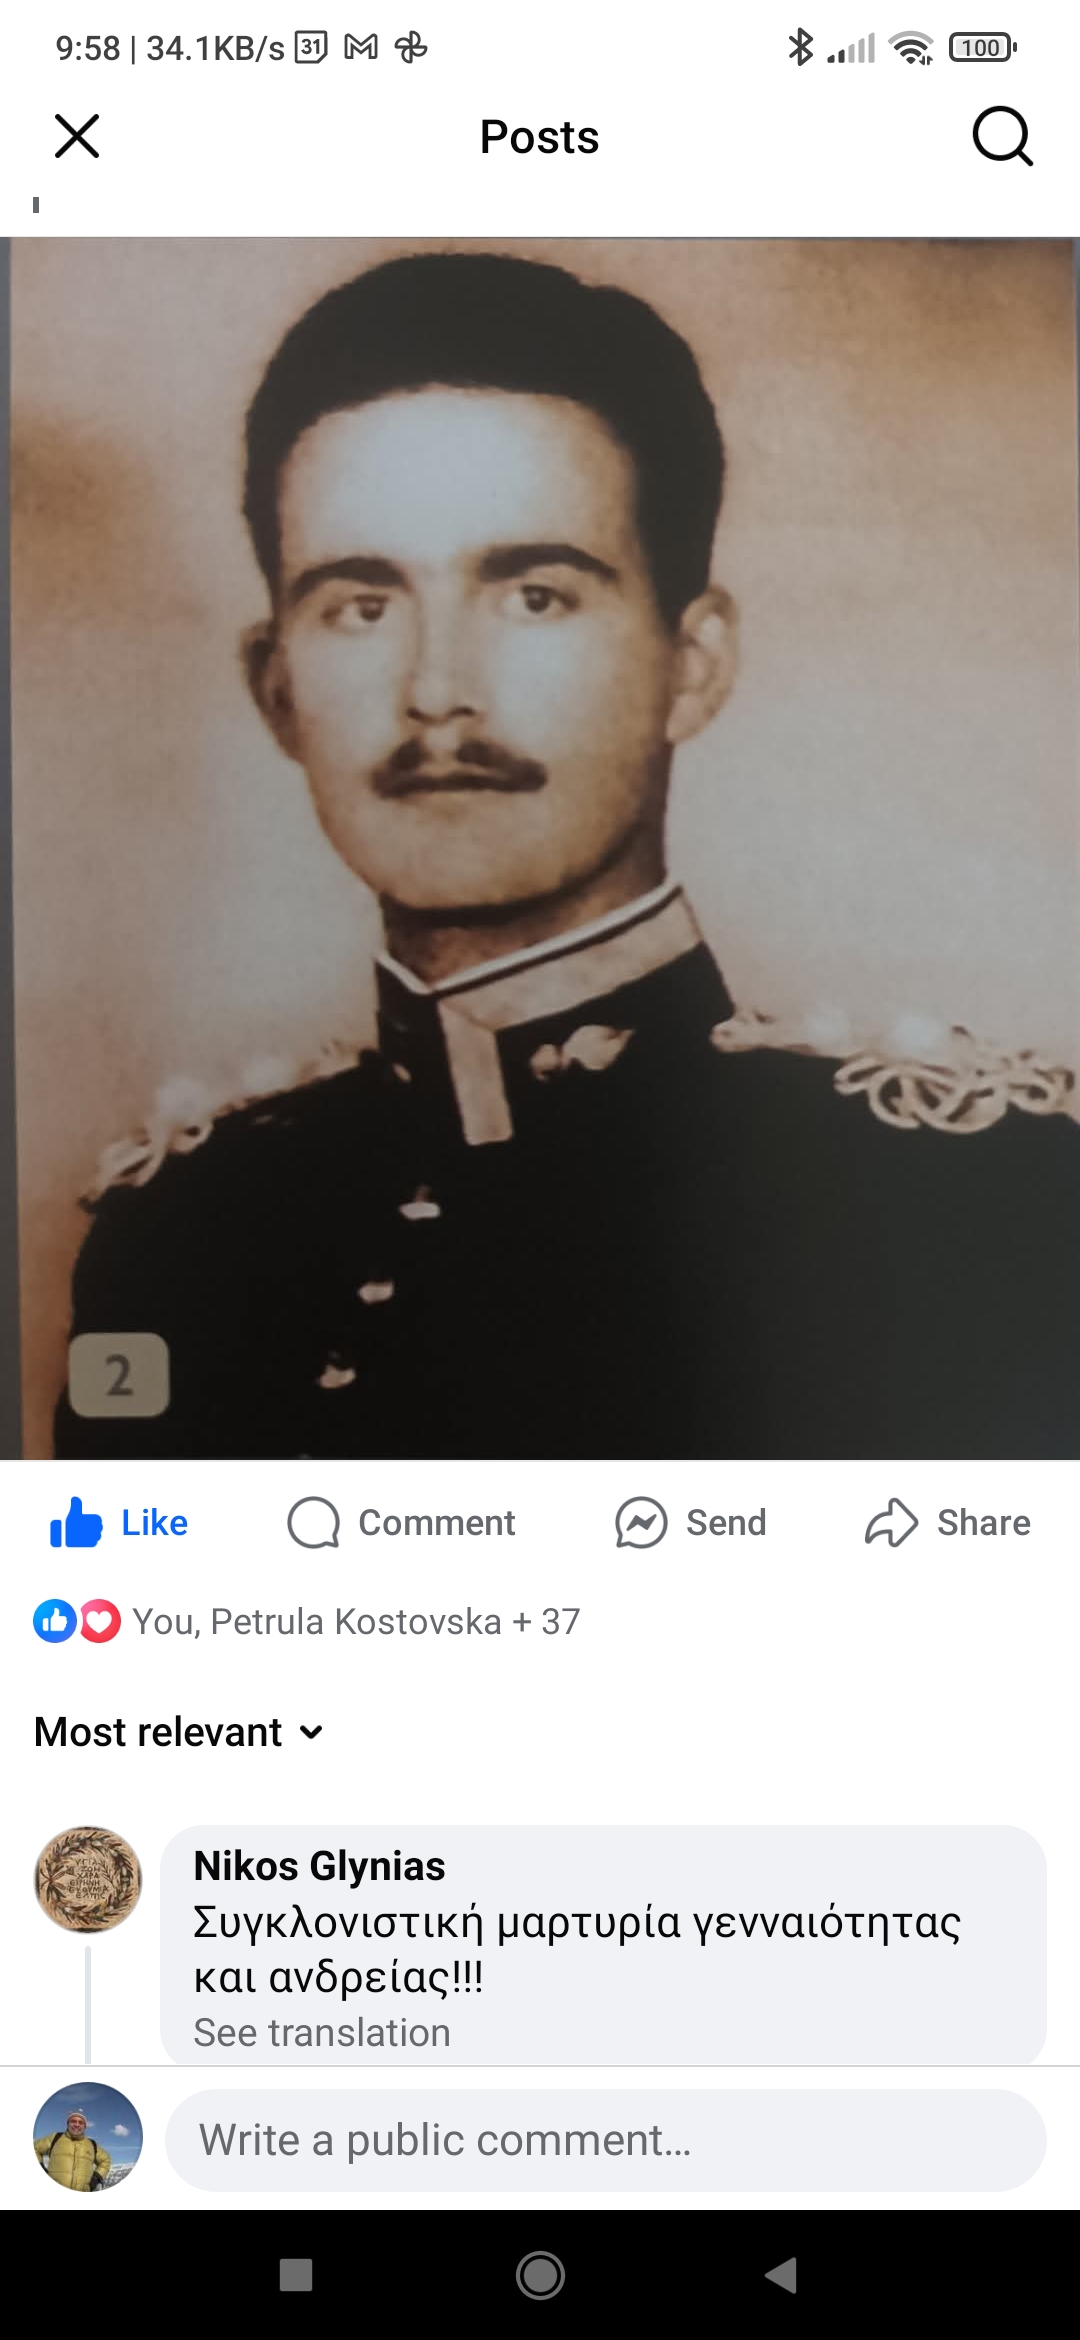 9:58 | 34.1KB/s 31 100
Posts
2
Like Comment Send Share
You, Petrula Kostovska + 37
Most relevant
Nikos Glynias
Συγκλονιστική μαρτυρία γενναιότητας
και ανδρείας!!!
See translation
Write a public comment...